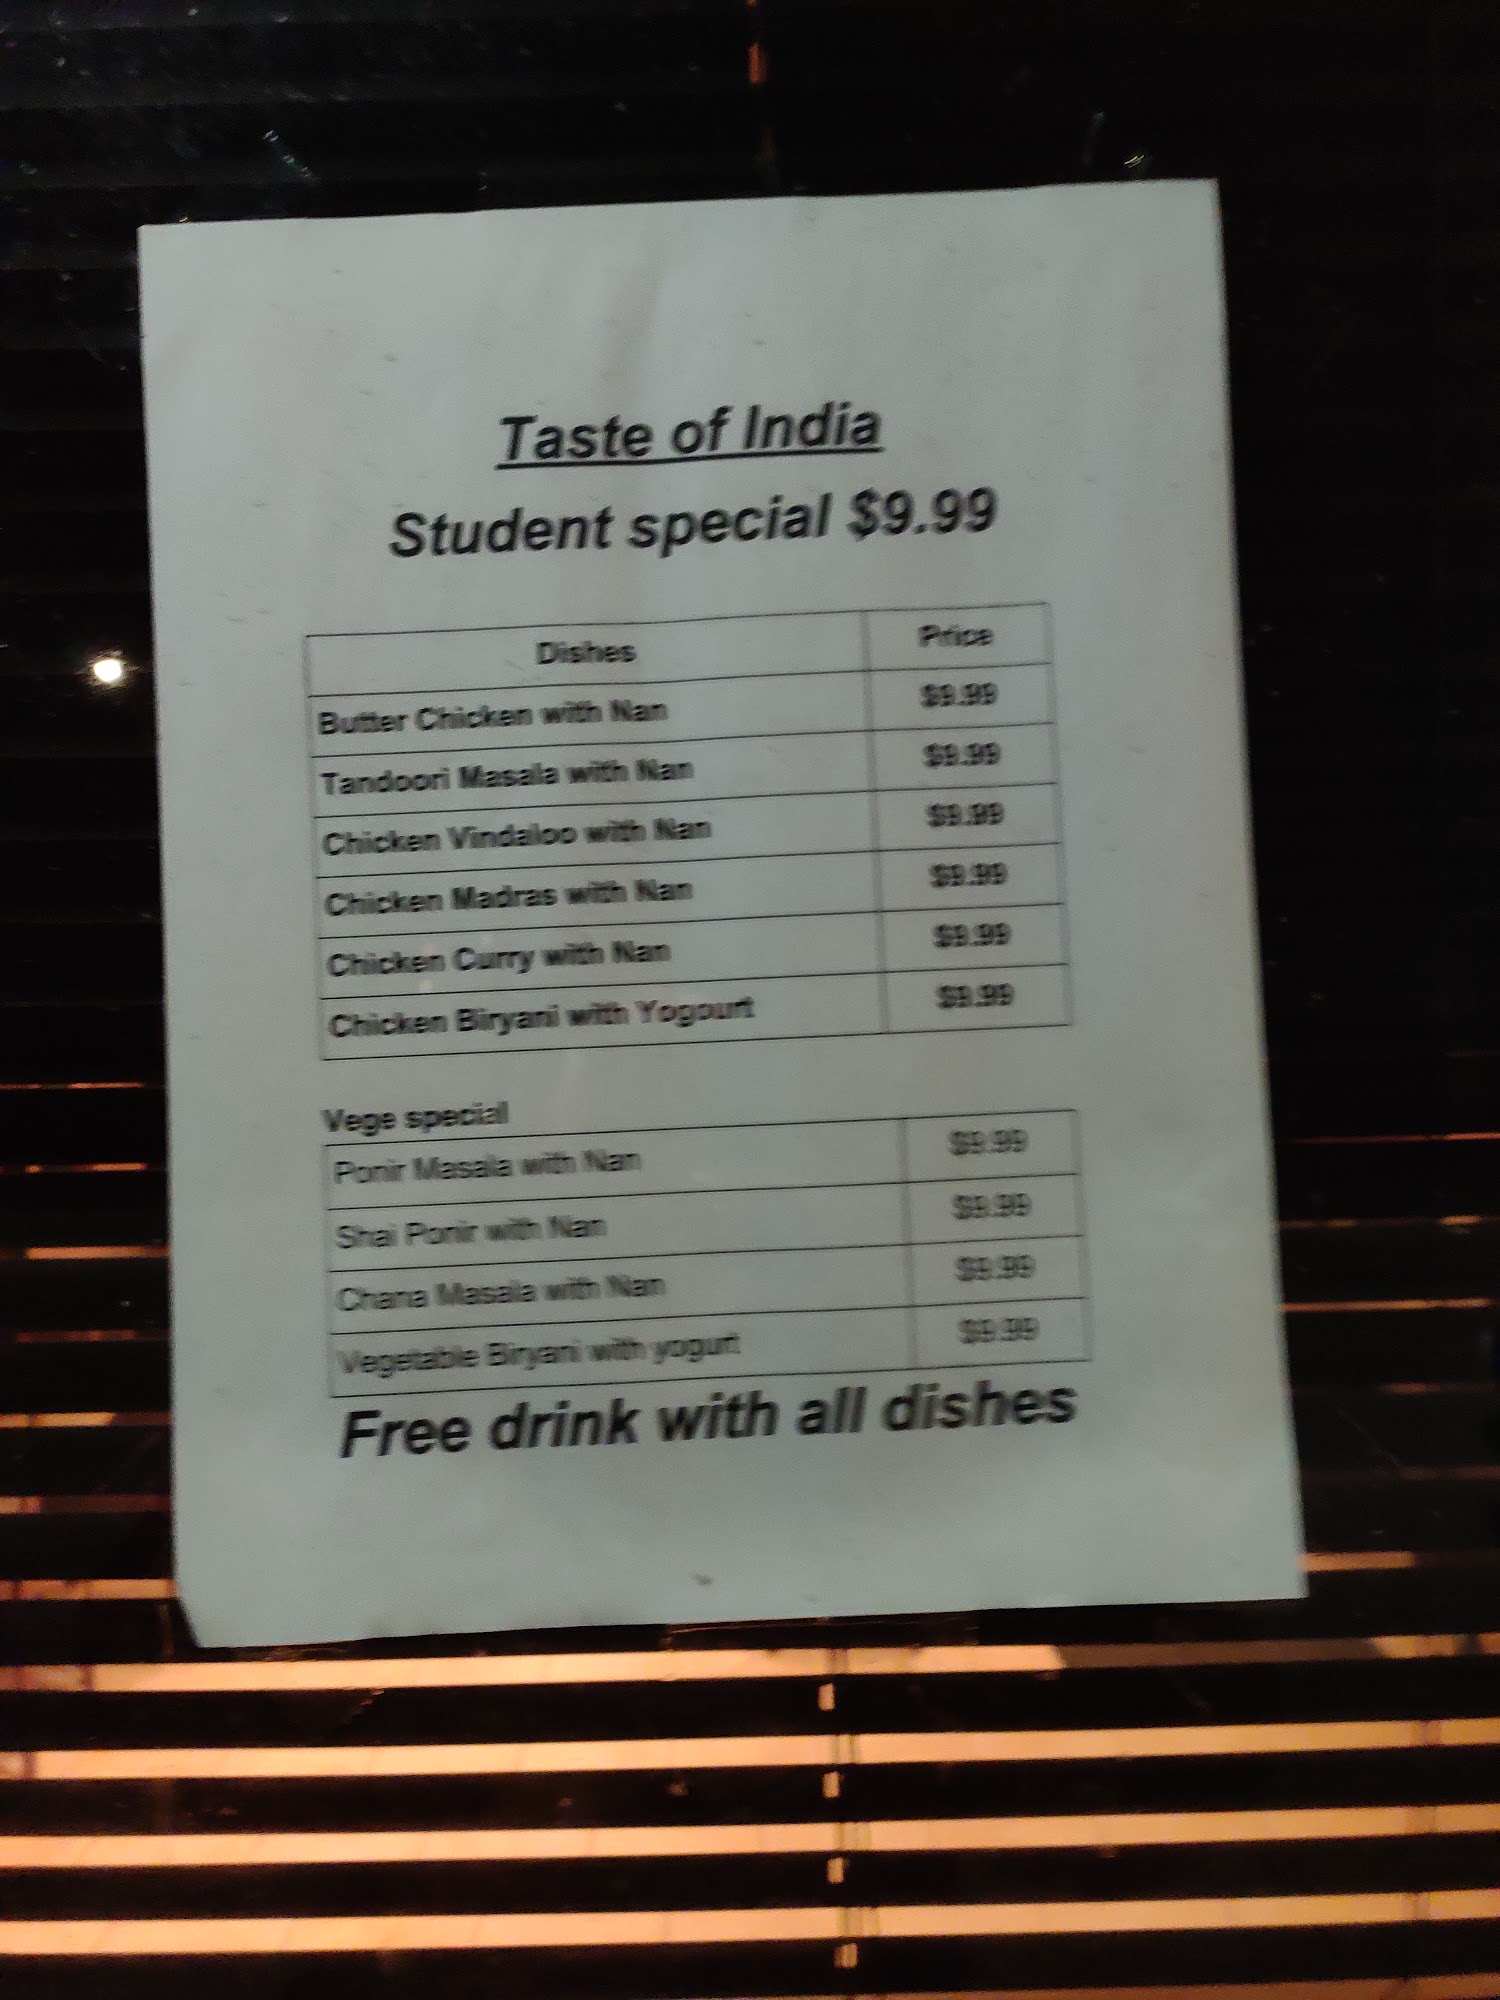 Taste of India
Student special $9.99
Dishes Price
Butter Chicken with Nan $9.99
Tandoori Masala with Nan $9.99
Chicken Vindaloo with Nan $9.99
Chicken Madras with Nan $9.99
Chicken Curry with Nan $9.99
Chicken Biryani with Yogourt $9.99
Vege special
Ponir Masala with Nan $9.99
Shai Ponir with Nan $9.99
Chana Masala with Nan $9.99
Vegetable Biryani with yogurt $9.99
Free drink with all dishes